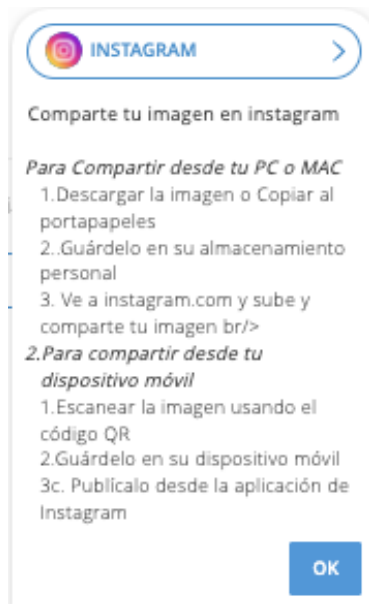 INSTAGRAM
Comparte tu imagen en instagram
Para Compartir desde tu PC o MAC
1.Descargar la imagen o Copiar al
portapapeles
2..Guárdelo en su almacenamiento
personal
3. Ve a instagram.com y sube y
comparte tu imagen br/>
2.Para compartir desde tu
dispositivo móvil
1.Escanear la imagen usando el
código QR
2.Guárdelo en su dispositivo móvil
3c. Publícalo desde la aplicación de
Instagram
OK